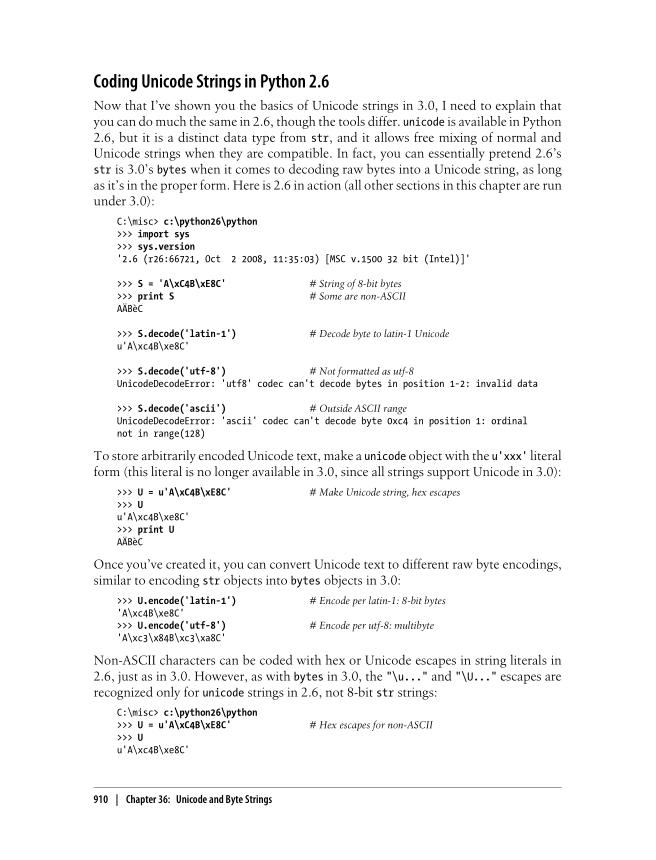 Coding Unicode Strings in Python 2.6
Now that I've shown you the basics of Unicode strings in 3.0, I need to explain that
you can do much the same in 2.6, though the tools differ. unicode is available in Python
2.6, but it is a distinct data type from str, and it allows free mixing of normal and
Unicode strings when they are compatible. In fact, you can essentially pretend 2.6's
str is 3.0's bytes when it comes to decoding raw bytes into a Unicode string, as long
as it's in the proper form. Here is 2.6 in action (all other sections in this chapter are run
under 3.0):
C:\misc> c:\python26\python
>>> import sys
>>> sys.version
'2.6 (r26:66721, Oct  2 2008, 11:35:03) [MSC v.1500 32 bit (Intel)]'
>>> S = 'A\xC4B\xE8C' # String of 8-bit bytes
>>> print S # Some are non-ASCII
AÄBèC
>>> S.decode('latin-1') # Decode byte to latin-1 Unicode
u'A\xc4B\xe8C'
>>> S.decode('utf-8') # Not formatted as utf-8
UnicodeDecodeError: 'utf8' codec can't decode bytes in position 1-2: invalid data
>>> S.decode('ascii') # Outside ASCII range
UnicodeDecodeError: 'ascii' codec can't decode byte 0xc4 in position 1: ordinal
not in range(128)
To store arbitrarily encoded Unicode text, make a unicode object with the u'xxx' literal
form (this literal is no longer available in 3.0, since all strings support Unicode in 3.0):
>>> U = u'A\xC4B\xE8C' # Make Unicode string, hex escapes
>>> U
u'A\xc4B\xe8C'
>>> print U
AÄBèC
Once you've created it, you can convert Unicode text to different raw byte encodings,
similar to encoding str objects into bytes objects in 3.0:
>>> U.encode('latin-1') # Encode per latin-1: 8-bit bytes
'A\xc4B\xe8C'
>>> U.encode('utf-8') # Encode per utf-8: multibyte
'A\xc3\x84B\xc3\xa8C'
Non-ASCII characters can be coded with hex or Unicode escapes in string literals in
2.6, just as in 3.0. However, as with bytes in 3.0, the "\u..." and "\U..." escapes are
recognized only for unicode strings in 2.6, not 8-bit str strings:
C:\misc> c:\python26\python
>>> U = u'A\xC4B\xE8C' # Hex escapes for non-ASCII
>>> U
u'A\xc4B\xe8C'
910 | Chapter 36: Unicode and Byte Strings